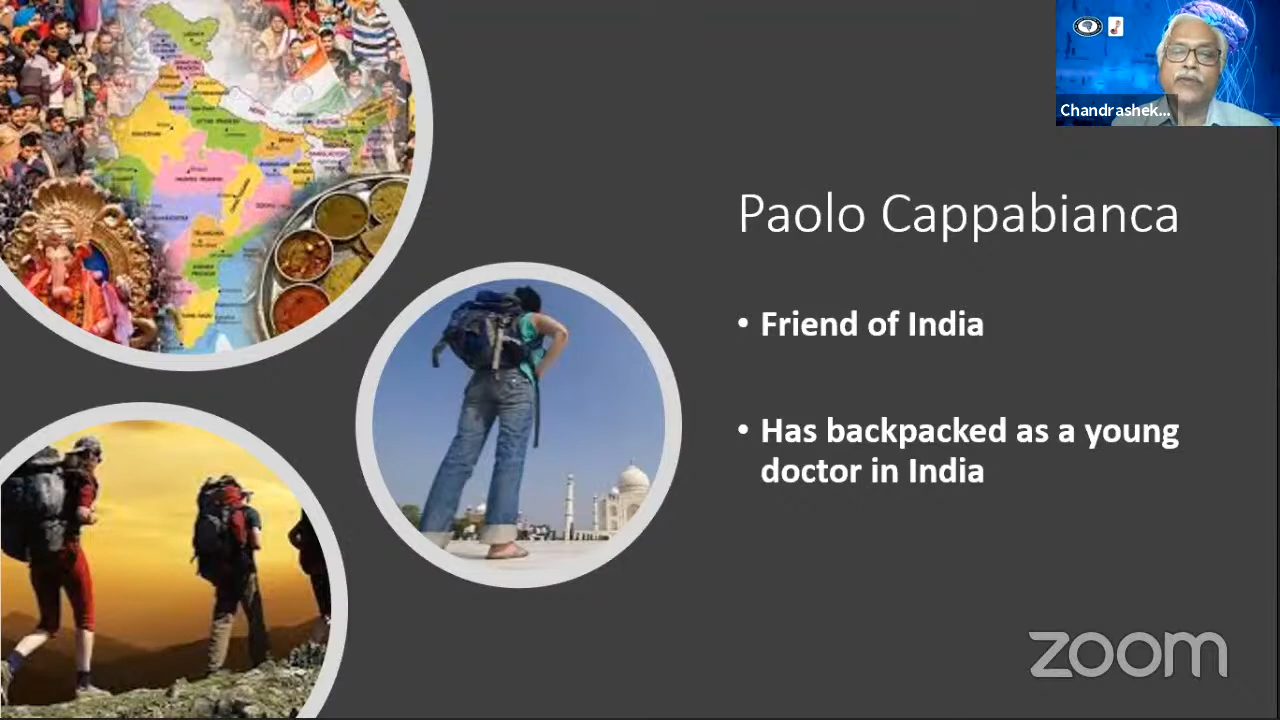 Chandrashek...
Paolo Cappabianca
• Friend of India
• Has backpacked as a young
doctor in India
zoom